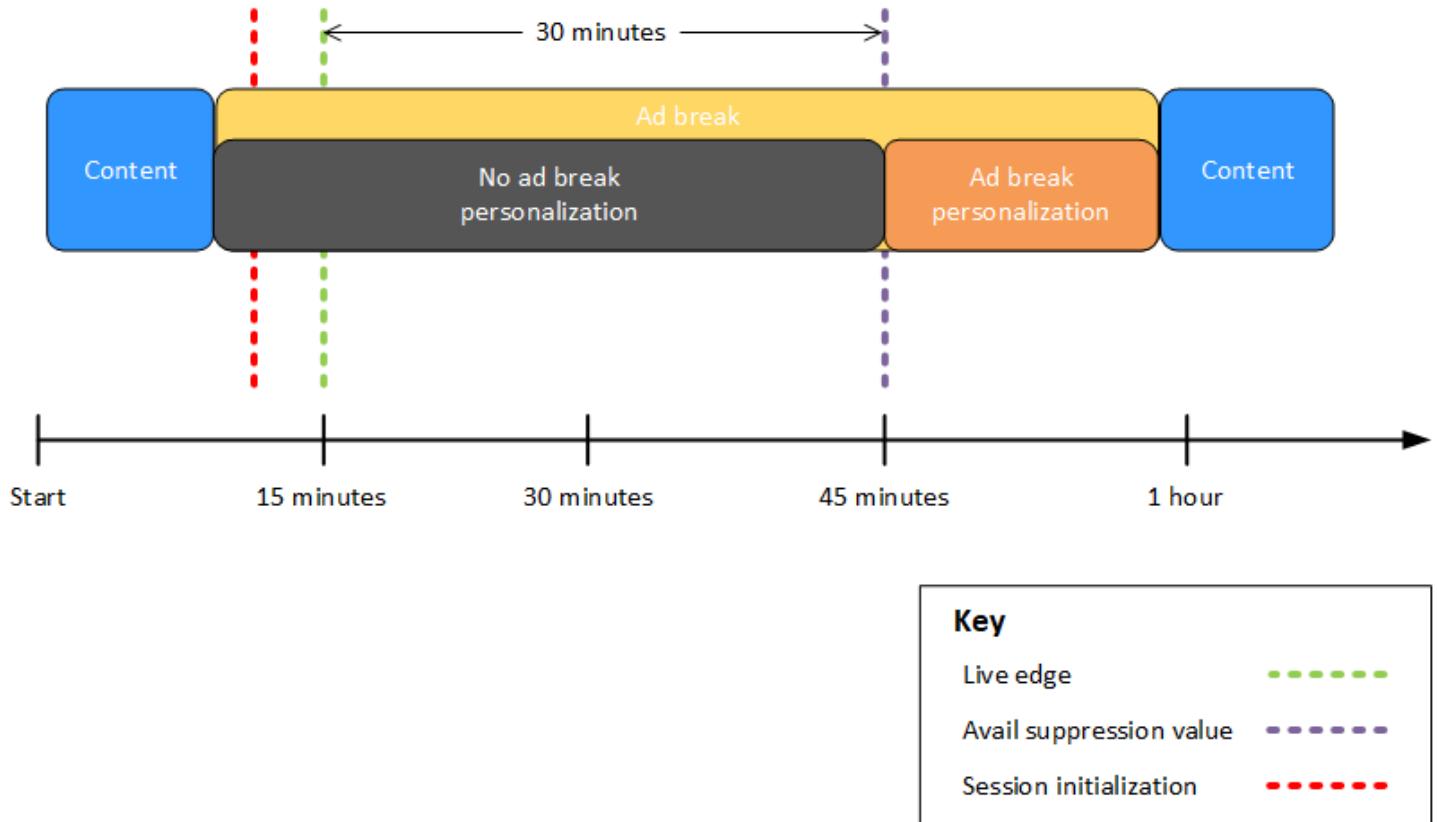 30 minutes
Ad break
Content
No ad break
personalization
Ad break
personalization
Content
Start
15 minutes
30 minutes
45 minutes
1 hour
Key
Live edge
Avail suppression value
Session initialization